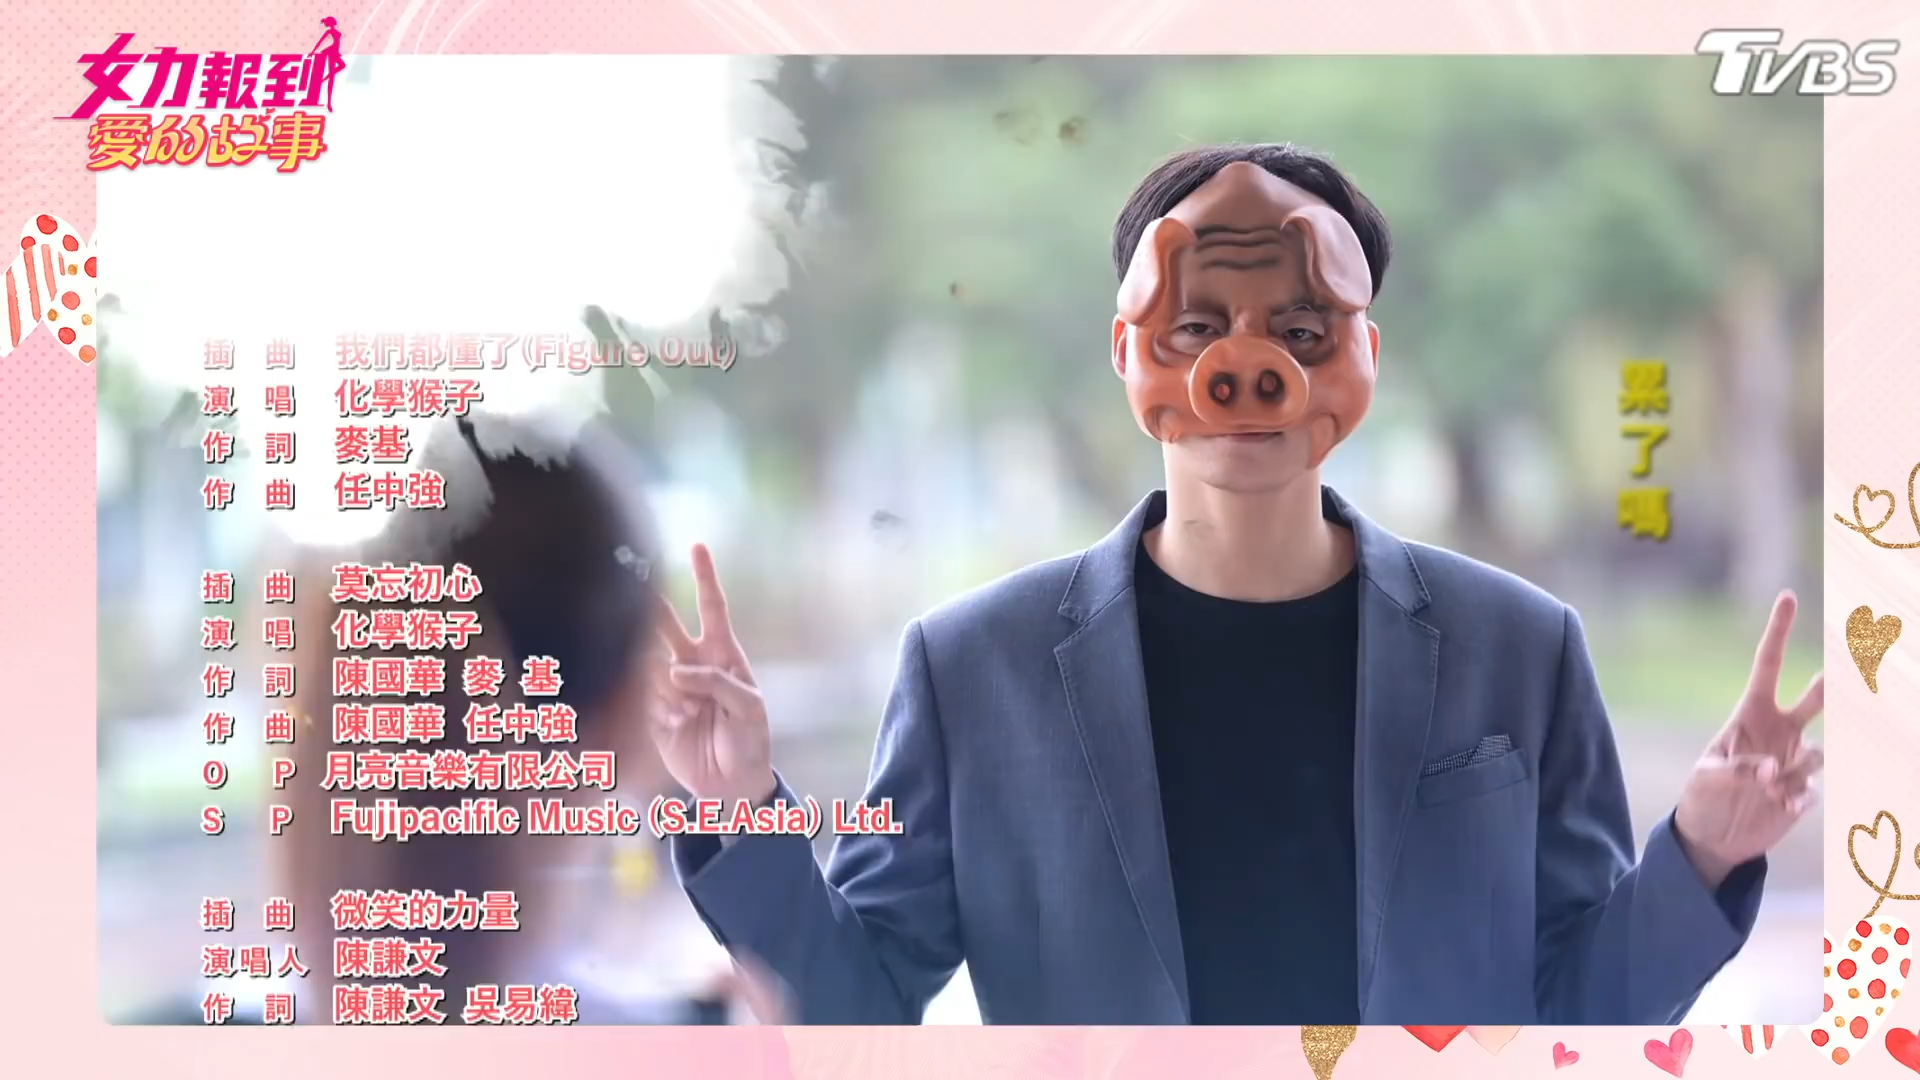 女力報到
愛的故事
TVBS
插曲 我們都懂了(Figure Out)
演唱 化學猴子
作詞 麥基
作曲 任中強
插曲 莫忘初心
演唱 化學猴子
作詞 陳國華 麥 基
作曲 陳國華 任中強
O P 月亮音樂有限公司
S P Fujipacific Music (S.E.Asia) Ltd.
插曲 微笑的力量
演唱人 陳謙文
作詞 陳謙文 吳易緯
累了嗎